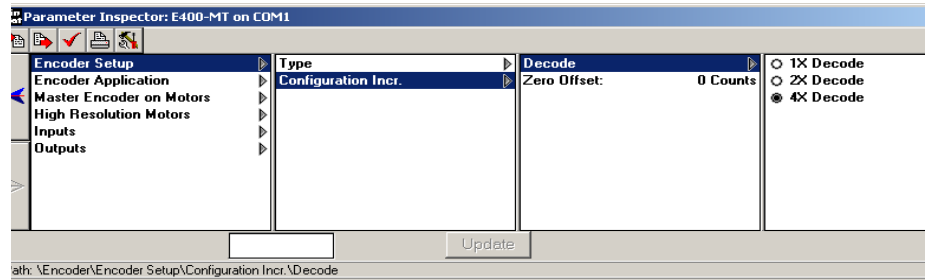 Parameter Inspector: E400-MT on COM1
Encoder Setup
Encoder Application
Master Encoder on Motors
High Resolution Motors
Inputs
Outputs
Type
Configuration Incr.
Decode
Zero Offset: 0 Counts
1X Decode
2X Decode
4X Decode
Update
ath: \Encoder\Encoder Setup\Configuration Incr.\Decode